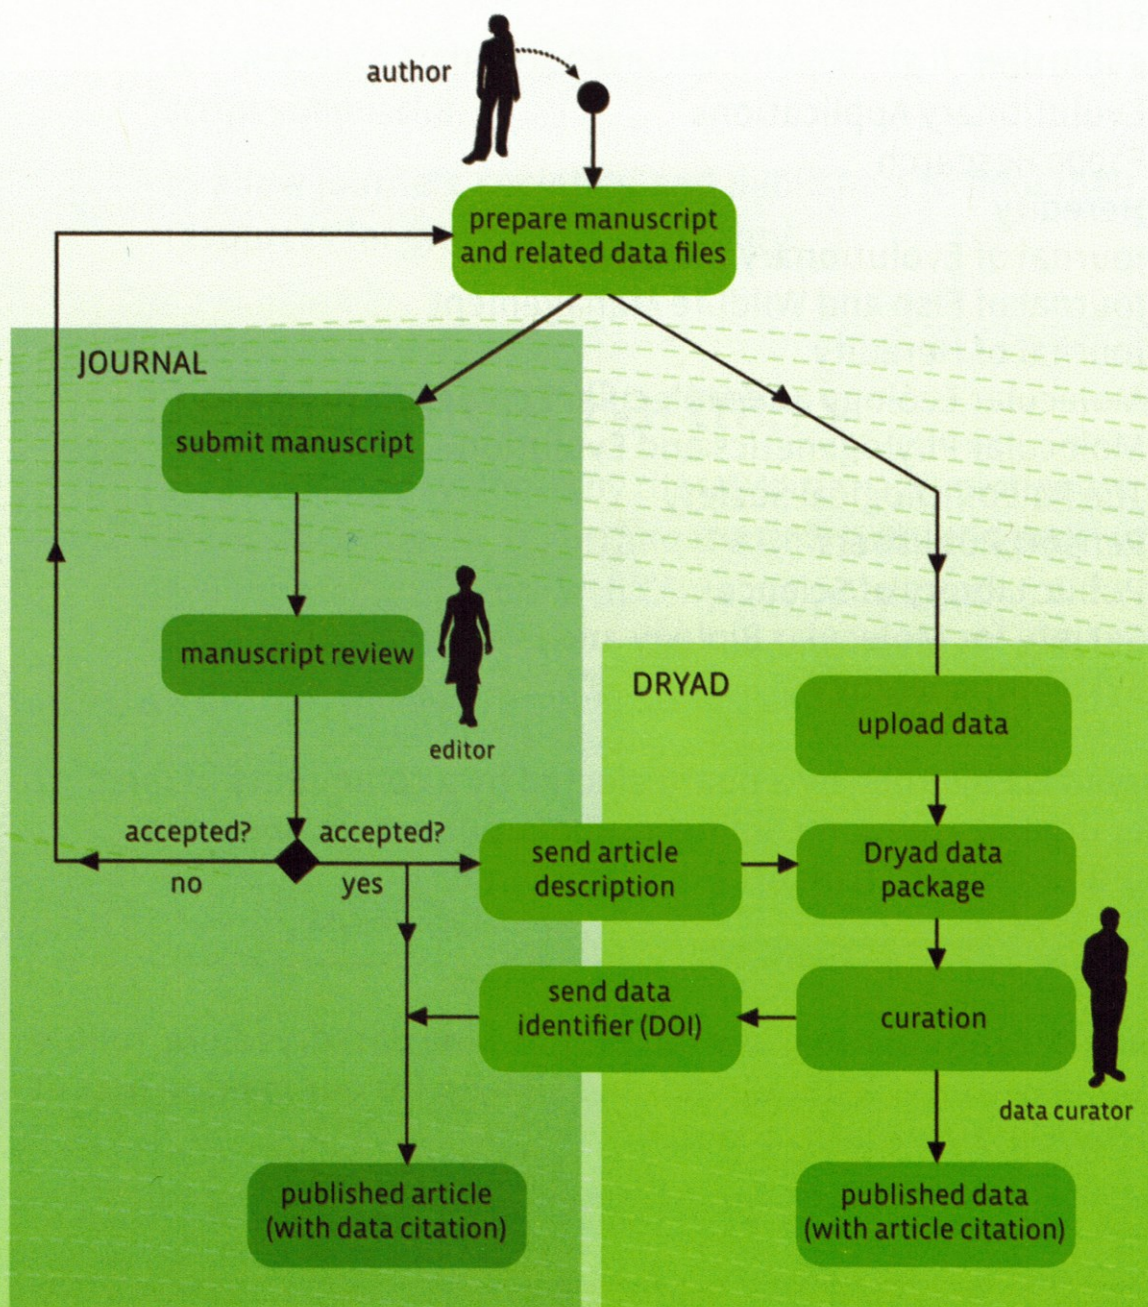 author
prepare manuscript
and related data files
JOURNAL
submit manuscript
manuscript review
editor
accepted?
no
accepted?
yes
send article
description
send data
identifier (DOI)
published article
(with data citation)
DRYAD
upload data
Dryad data
package
curation
data curator
published data
(with article citation)